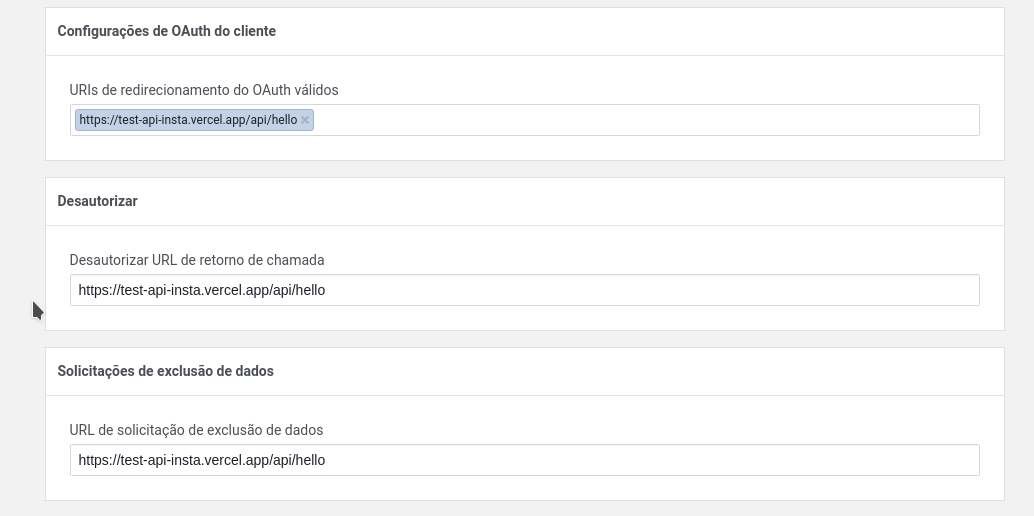 Configurações de OAuth do cliente
URIs de redirecionamento do OAuth válidos
https://test-api-insta.vercel.app/api/hello ×
Desautorizar
Desautorizar URL de retorno de chamada
https://test-api-insta.vercel.app/api/hello
Solicitações de exclusão de dados
URL de solicitação de exclusão de dados
https://test-api-insta.vercel.app/api/hello